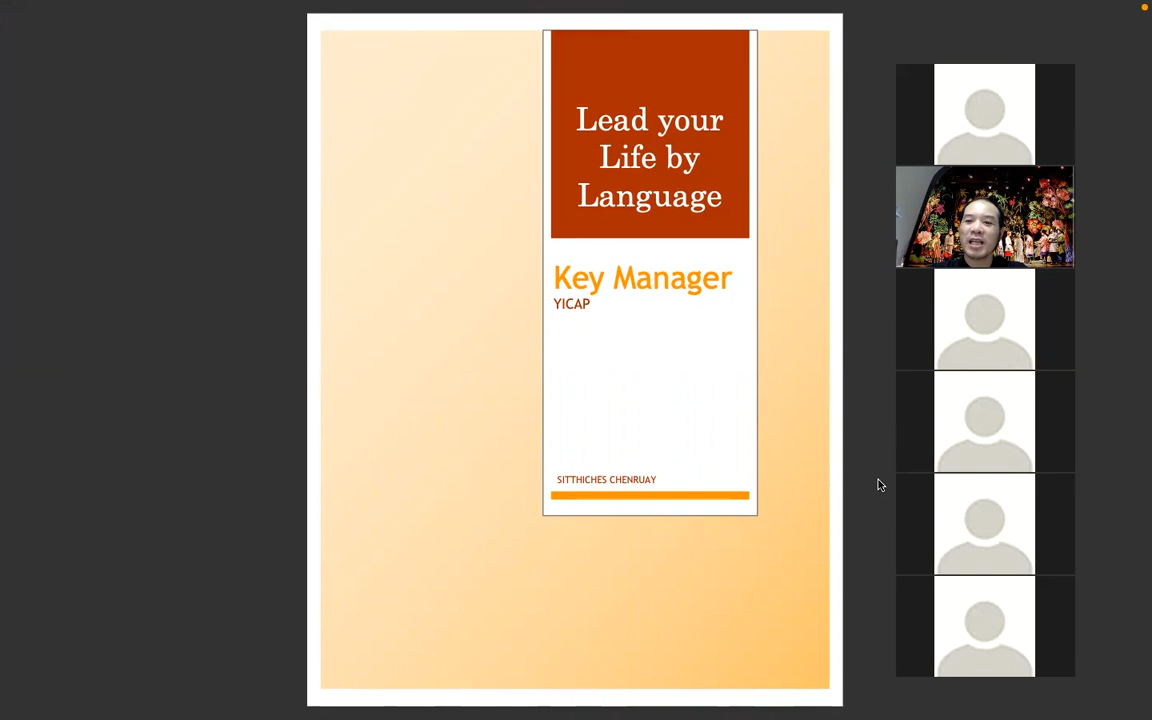 Lead your
Life by
Language
Key Manager
YICAP
SITTHICHES CHENRUAY